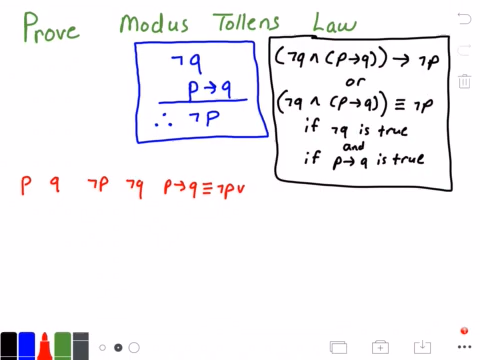 Prove Modus Tollens Law
¬q
p→q
∴ ¬p
(¬q ∧ (p→q)) → ¬p
or
(¬q ∧ (p→q)) ≡ ¬p
if ¬q is true
and
if p→q is true
p q ¬p ¬q p→q≡¬p∨